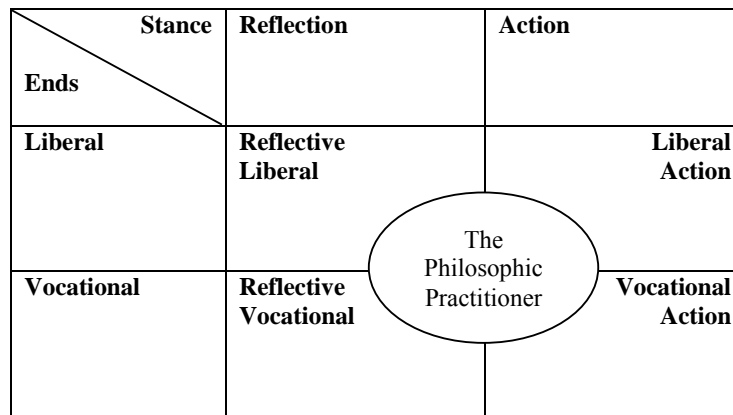 Stance
Ends
Reflection
Action
Liberal
Reflective
Liberal
Liberal
Action
The
Philosophic
Practitioner
Vocational
Reflective
Vocational
Vocational
Action